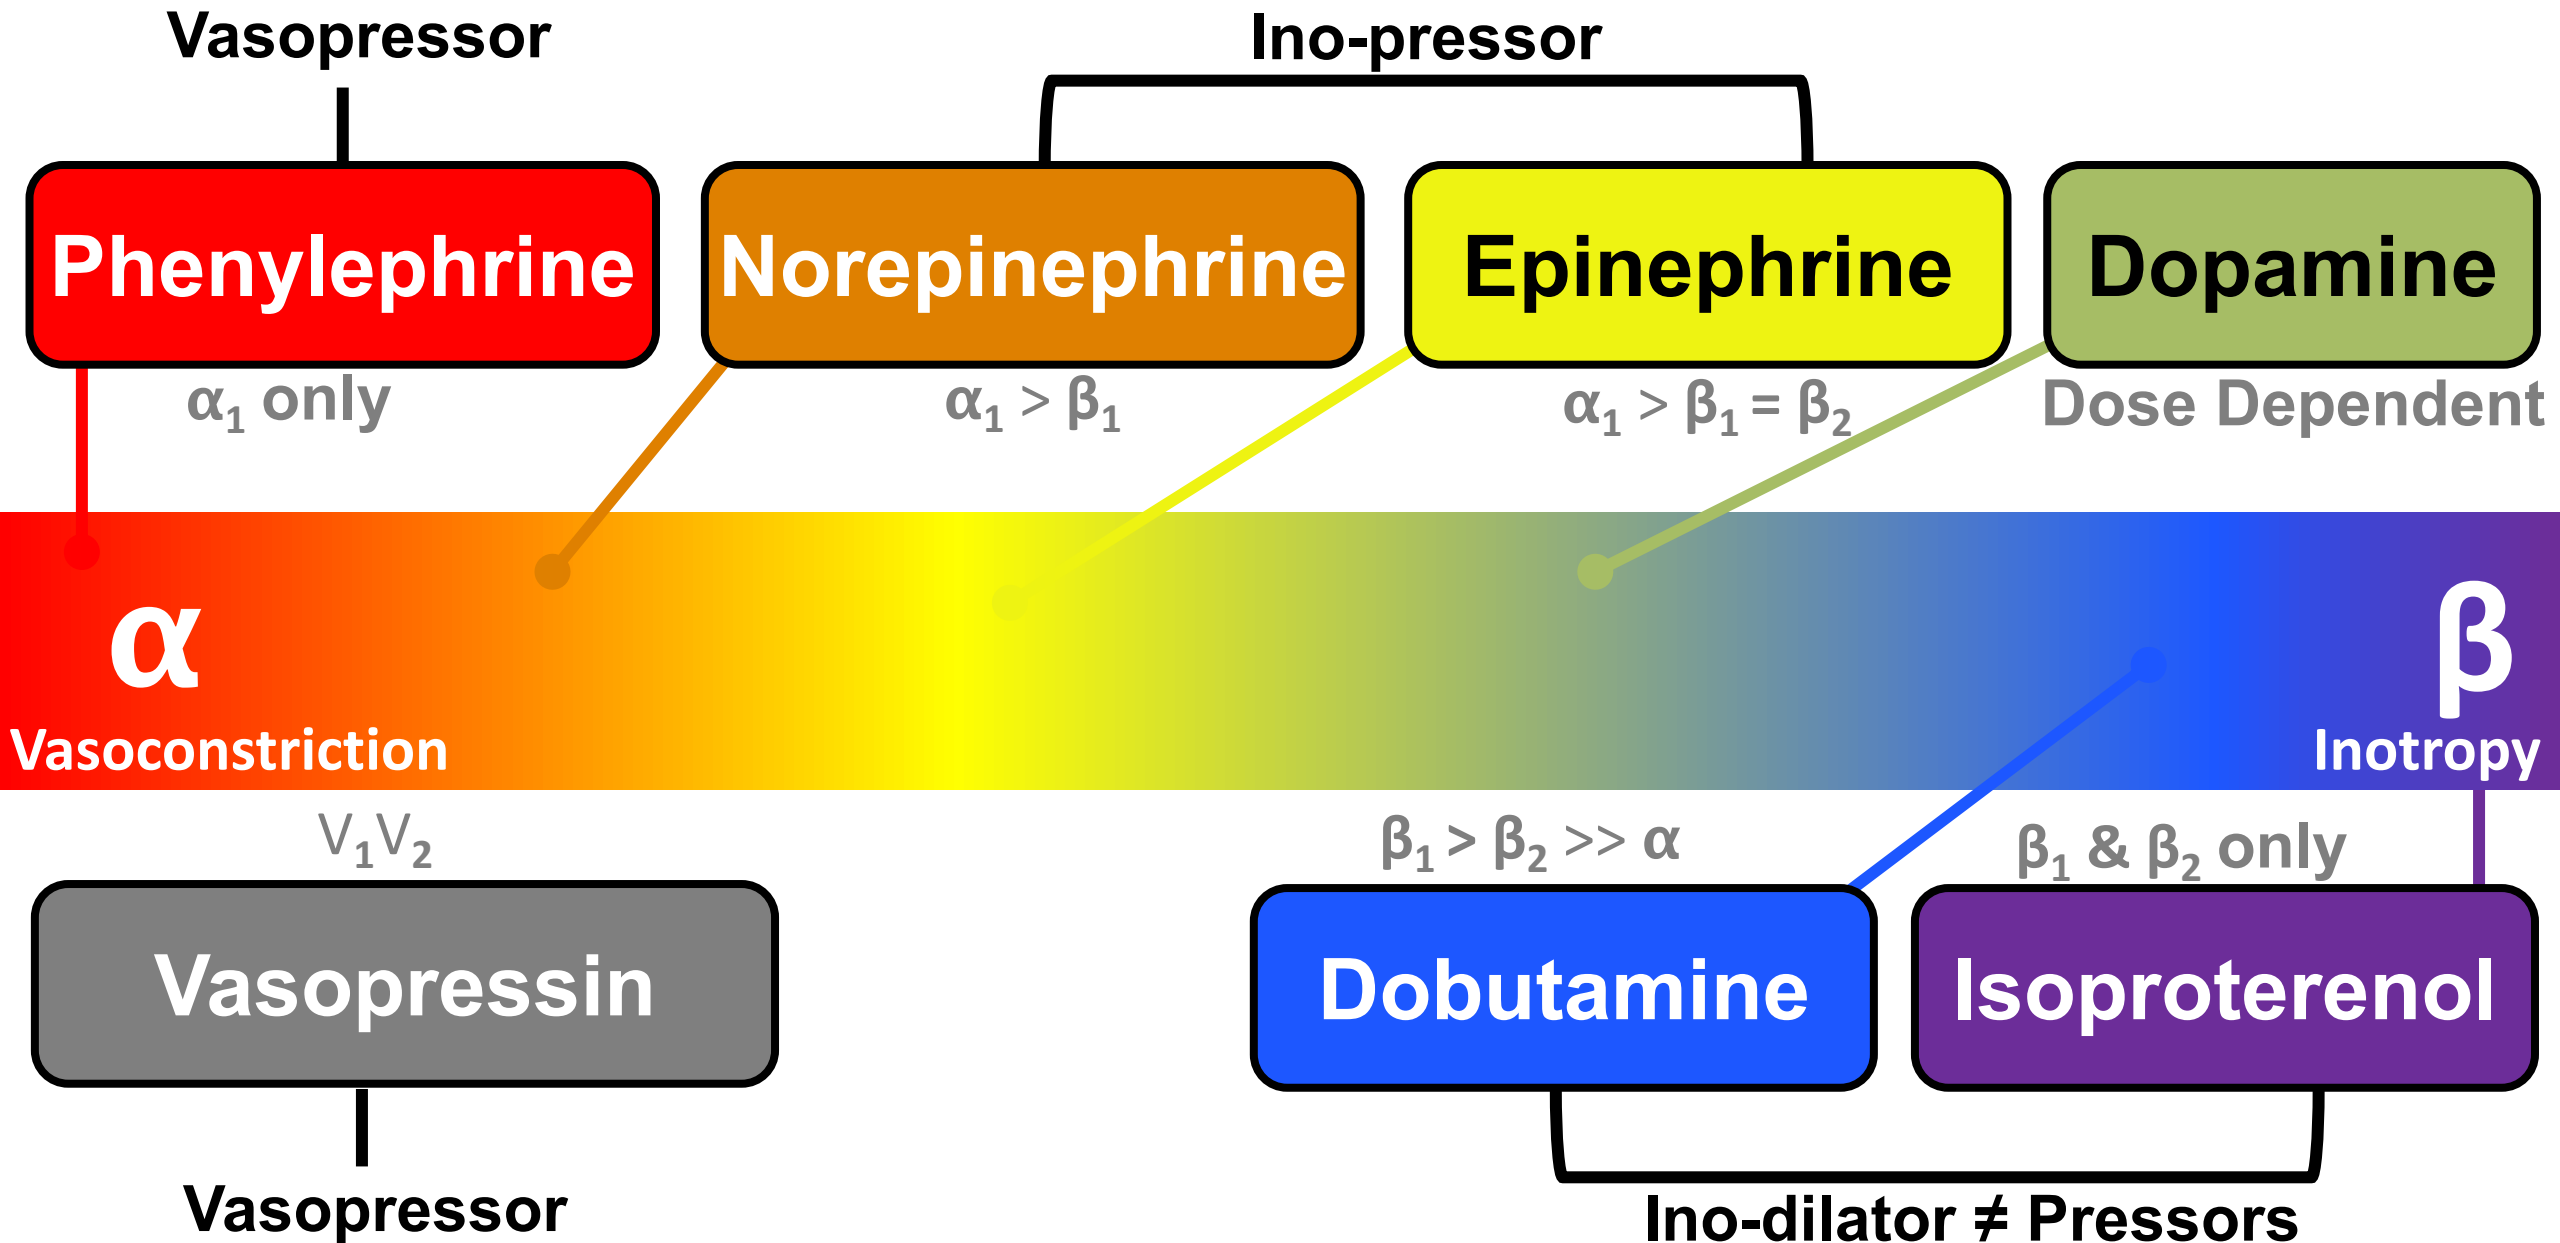 Vasopressor
Ino-pressor
Phenylephrine
Norepinephrine
Epinephrine
Dopamine
α₁ only
α₁ > β₁
α₁ > β₁ = β₂
Dose Dependent
α
β
Vasoconstriction
Inotropy
V₁V₂
β₁ > β₂ >> α
β₁ & β₂ only
Vasopressin
Dobutamine
Isoproterenol
Vasopressor
Ino-dilator ≠ Pressors